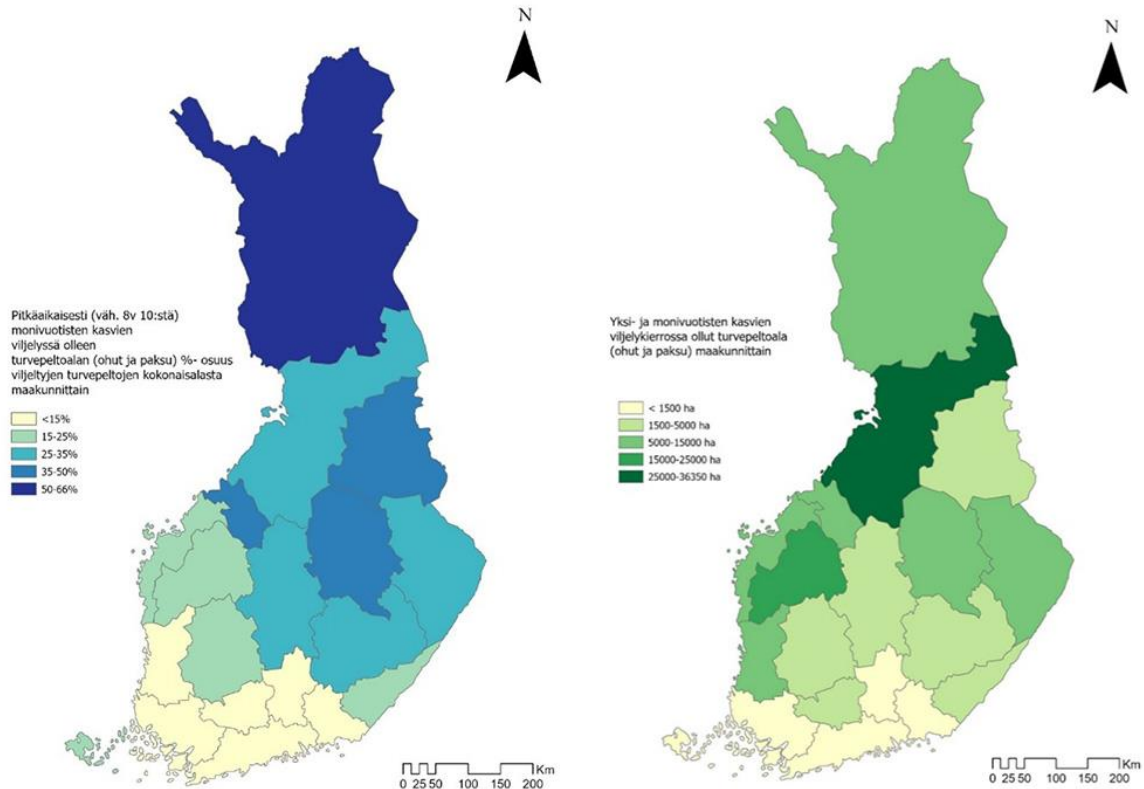 N
Pitkäaikaisesti (väh. 8v 10:stä)
monivuotisten kasvien
viljelyssä olleen
turvepeltoalan (ohut ja paksu) %- osuus
viljeltyjen turvepeltojen kokonaisalasta
maakunnittain
<15%
15-25%
25-35%
35-50%
50-66%
Km
0 25 50 100 150 200
N
Yksi- ja monivuotisten kasvien
viljelykierrossa ollut turvepeltoala
(ohut ja paksu) maakunnittain
< 1500 ha
1500-5000 ha
5000-15000 ha
15000-25000 ha
25000-36350 ha
Km
0 25 50 100 150 200